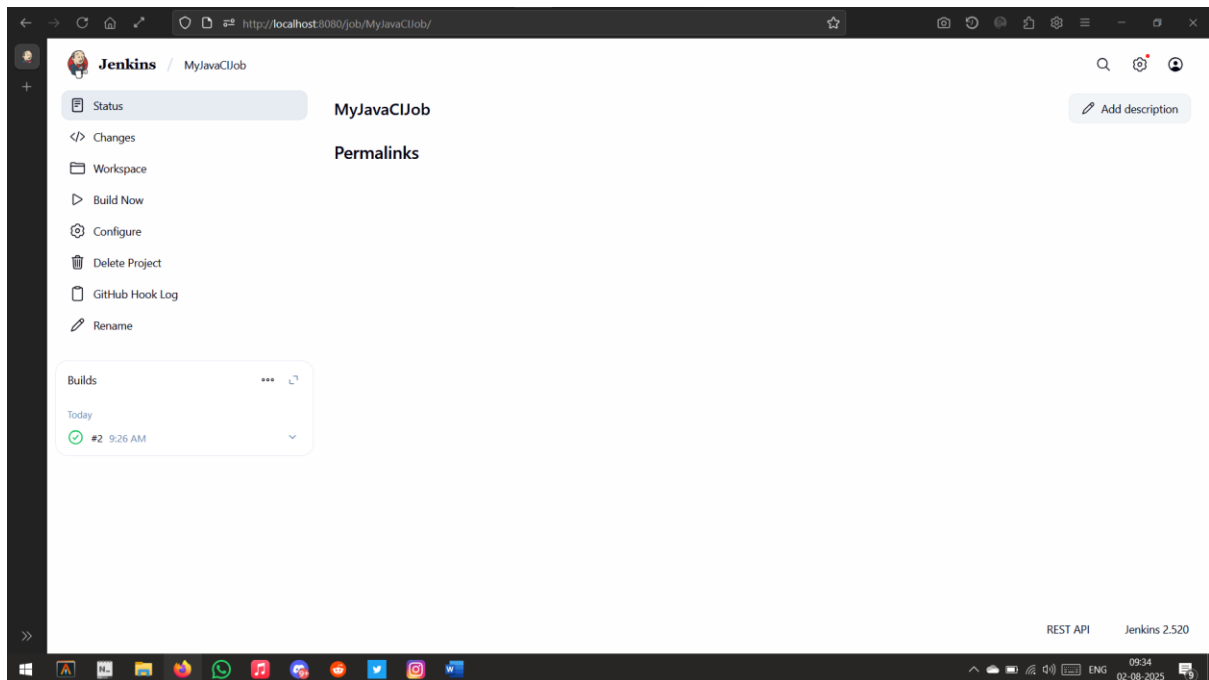 http://localhost:8080/job/MyJavaCIJob/
Jenkins / MyJavaCIJob
Status
Changes
Workspace
Build Now
Configure
Delete Project
GitHub Hook Log
Rename
MyJavaCIJob
Add description
Permalinks
Builds
Today
#2 9:26 AM
REST API
Jenkins 2.520
ENG
09:34
02-08-2025